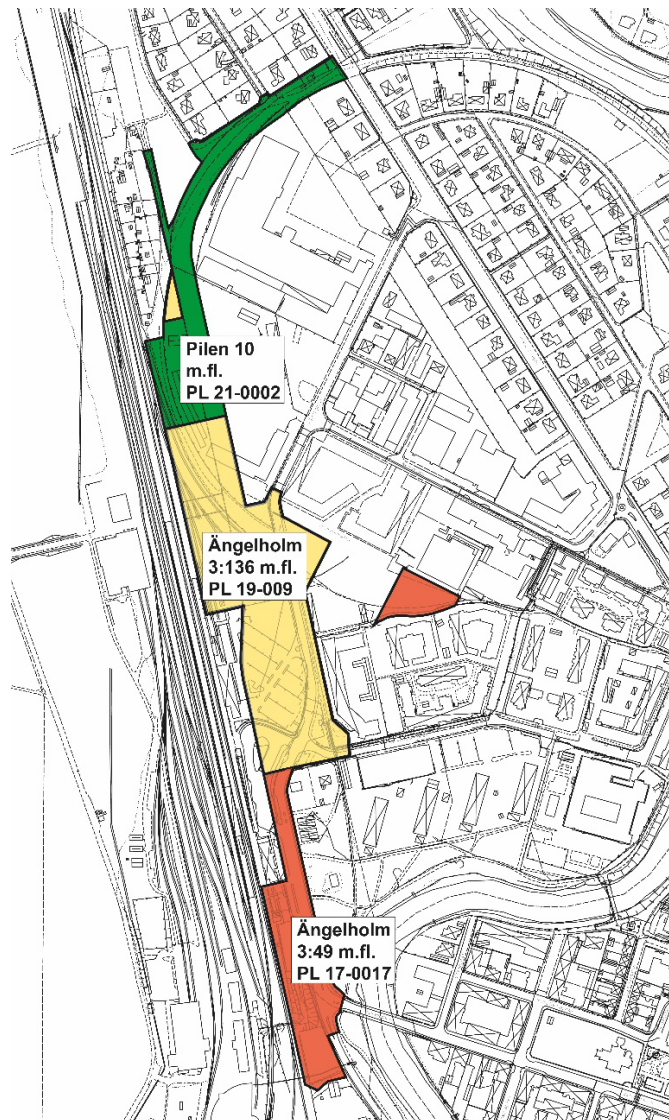 Pilen 10
m.fl.
PL 21-0002
Ängelholm
3:136 m.fl.
PL 19-009
Ängelholm
3:49 m.fl.
PL 17-0017